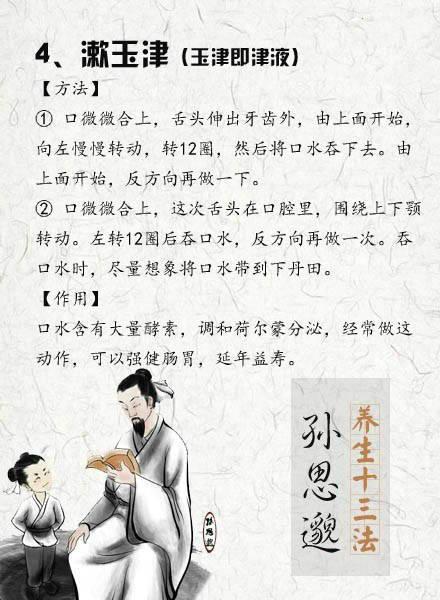 4、漱玉津（玉津即津液）
【方法】
① 口微微合上，舌头伸出牙齿外，由上面开始，
向左慢慢转动，转12圈，然后将口水吞下去。由
上面开始，反方向再做一下。
② 口微微合上，这次舌头在口腔里，围绕上下颚
转动。左转12圈后吞口水，反方向再做一次。吞
口水时，尽量想象将口水带到下丹田。
【作用】
口水含有大量酵素，调和荷尔蒙分泌，经常做这
动作，可以强健肠胃，延年益寿。
养生十三法
孙思邈